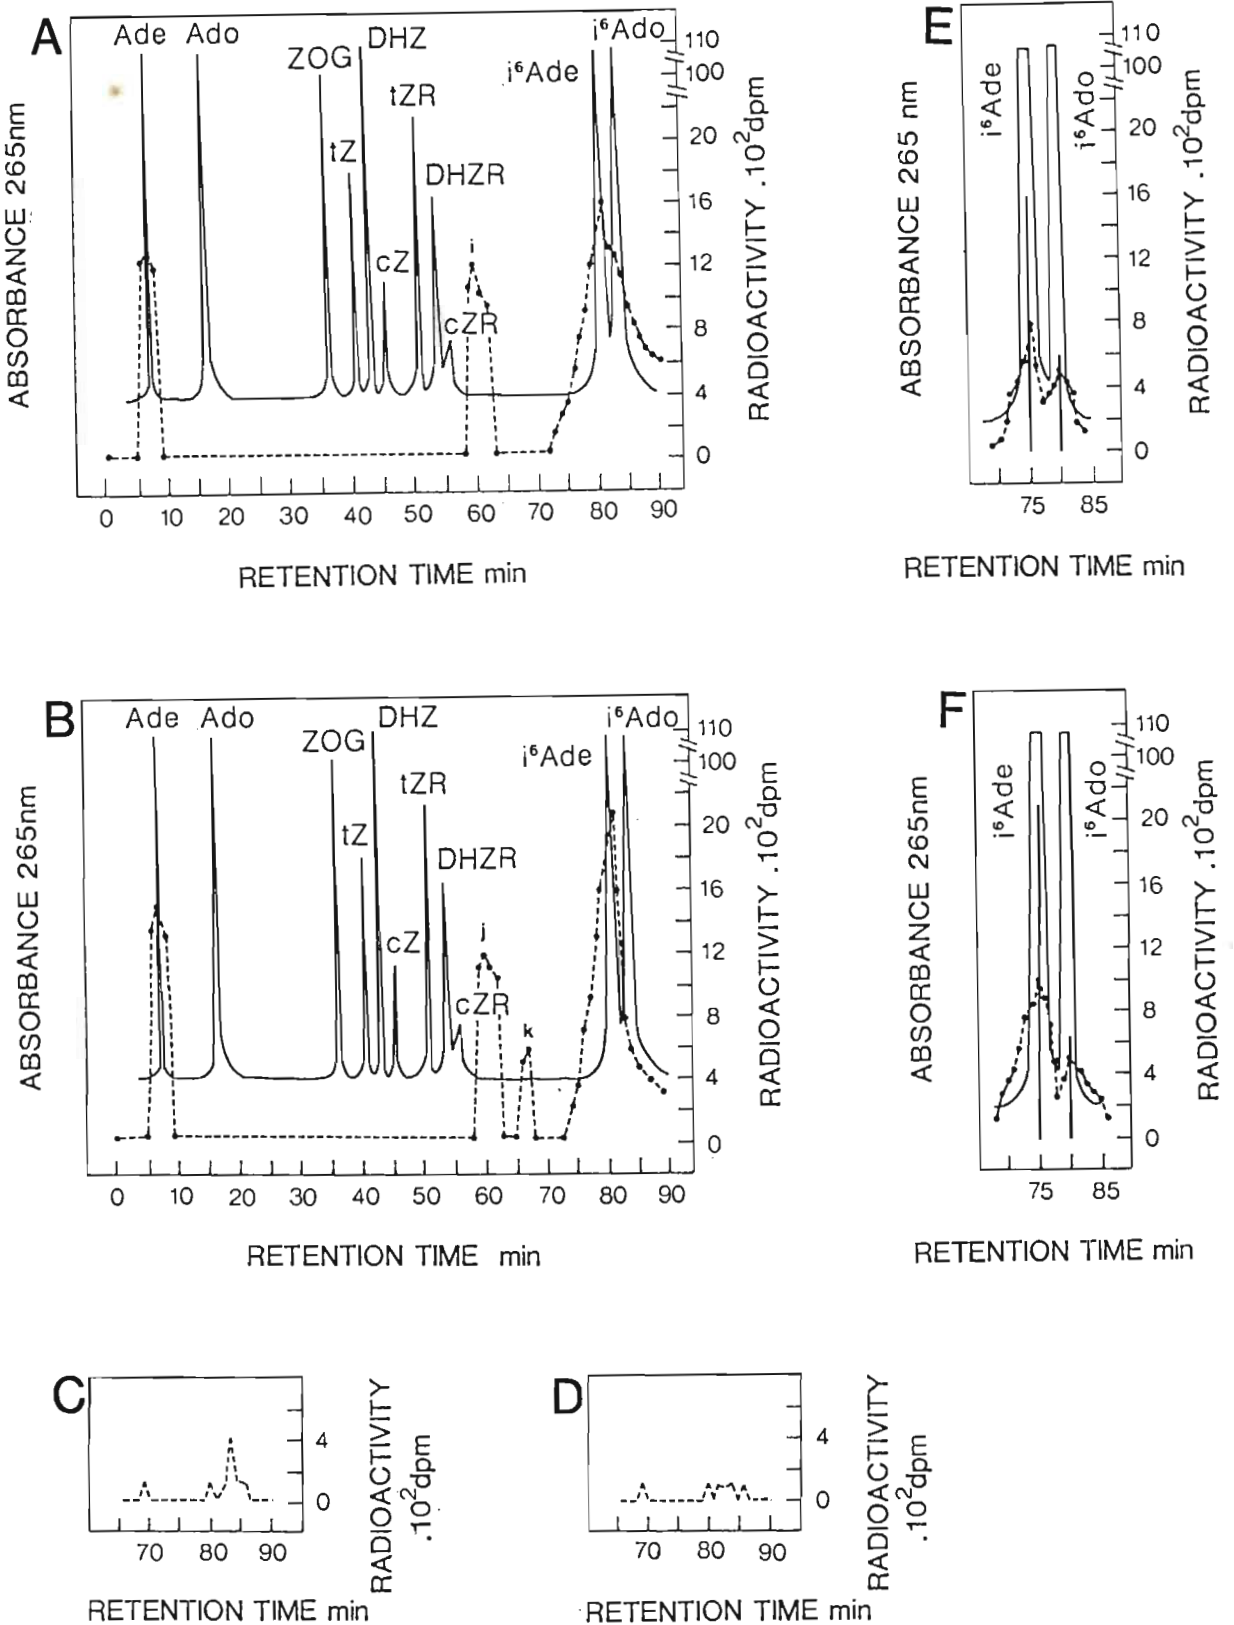 A
Ade Ado
ZOG
DHZ
tZ
tZR
cZ
DHZR
cZR
i
i⁶Ade
i⁶Ado
110
100
20
16
12
8
4
0
ABSORBANCE 265nm
RADIOACTIVITY .10²dpm
0 10 20 30 40 50 60 70 80 90
RETENTION TIME min
E
i⁶Ade
i⁶Ado
110
100
20
16
12
8
4
0
ABSORBANCE 265 nm
RADIOACTIVITY .10²dpm
75 85
RETENTION TIME min
B
Ade Ado
ZOG
DHZ
tZ
tZR
cZ
DHZR
cZR
j
k
i⁶Ade
i⁶Ado
110
100
20
16
12
8
4
0
ABSORBANCE 265nm
RADIOACTIVITY .10²dpm
0 10 20 30 40 50 60 70 80 90
RETENTION TIME min
F
i⁶Ade
i⁶Ado
110
100
20
16
12
8
4
0
ABSORBANCE 265nm
RADIOACTIVITY .10²dpm
75 85
RETENTION TIME min
C
4
0
RADIOACTIVITY
.10²dpm
70 80 90
RETENTION TIME min
D
4
0
RADIOACTIVITY
.10²dpm
70 80 90
RETENTION TIME min